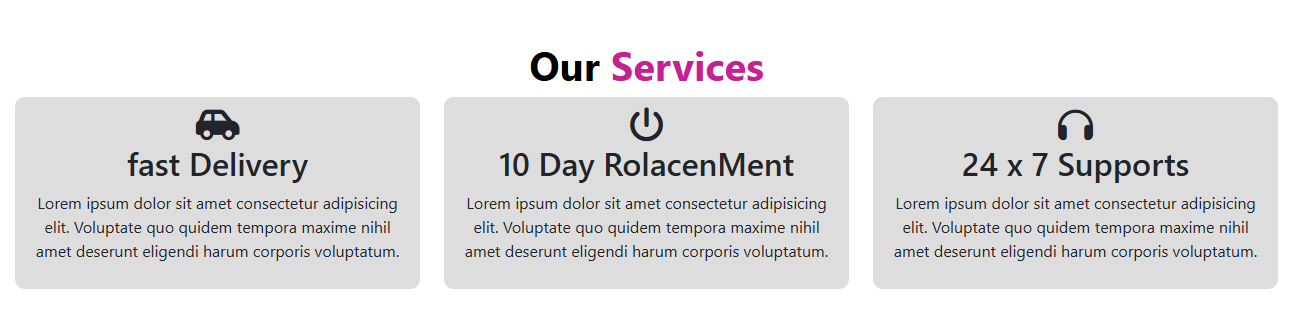 Our Services
fast Delivery
Lorem ipsum dolor sit amet consectetur adipisicing
elit. Voluptate quo quidem tempora maxime nihil
amet deserunt eligendi harum corporis voluptatum.
10 Day RolacenMent
Lorem ipsum dolor sit amet consectetur adipisicing
elit. Voluptate quo quidem tempora maxime nihil
amet deserunt eligendi harum corporis voluptatum.
24 x 7 Supports
Lorem ipsum dolor sit amet consectetur adipisicing
elit. Voluptate quo quidem tempora maxime nihil
amet deserunt eligendi harum corporis voluptatum.